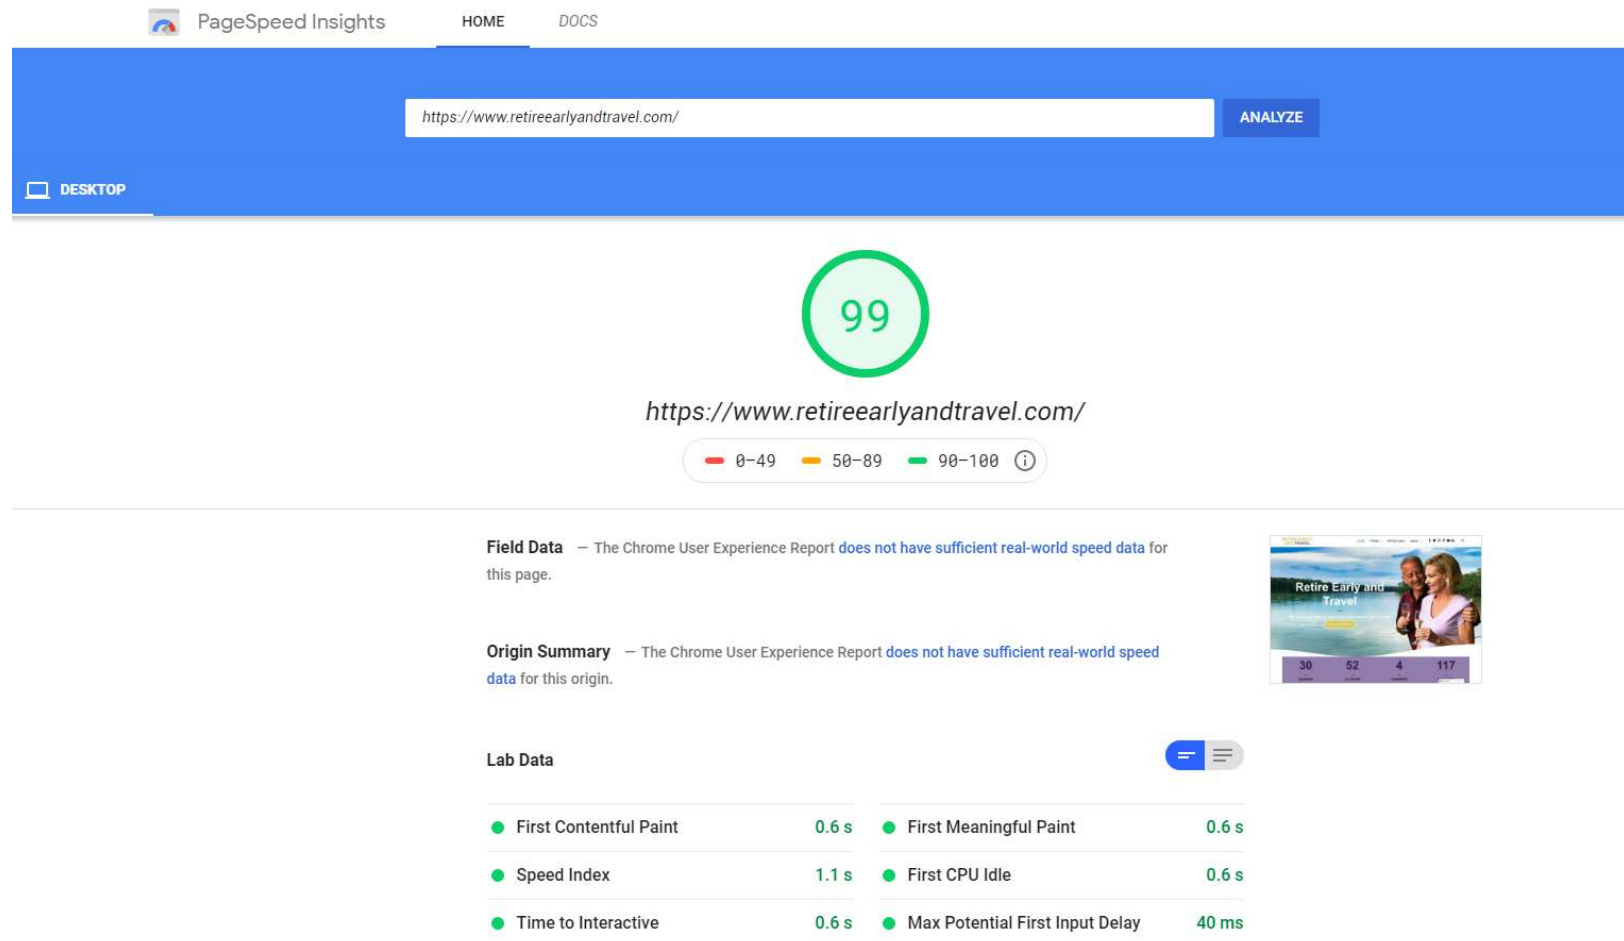 PageSpeed Insights HOME DOCS
https://www.retireearlyandtravel.com/ ANALYZE
DESKTOP
99
https://www.retireearlyandtravel.com/
0–49 50–89 90–100
Field Data — The Chrome User Experience Report does not have sufficient real-world speed data for
this page.
Retire Early and
Travel
Origin Summary — The Chrome User Experience Report does not have sufficient real-world speed
data for this origin.
30 52 4 117
Lab Data
First Contentful Paint 0.6 s First Meaningful Paint 0.6 s
Speed Index 1.1 s First CPU Idle 0.6 s
Time to Interactive 0.6 s Max Potential First Input Delay 40 ms